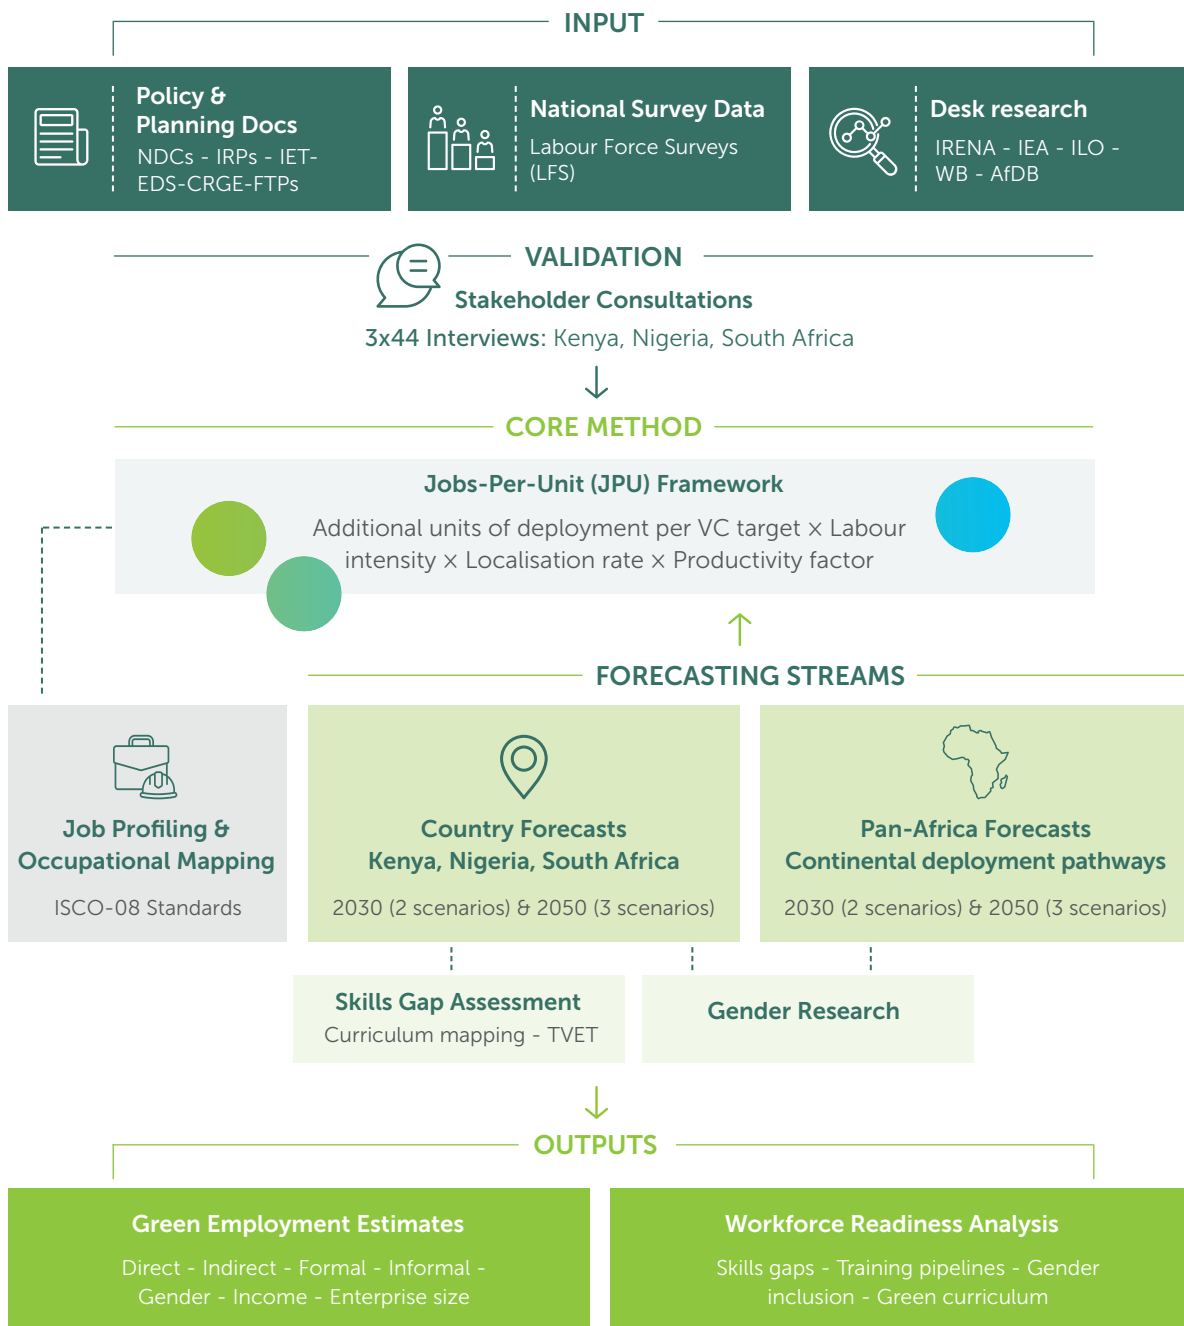 INPUT
Policy &
Planning Docs
NDCs - IRPs - IET-
EDS-CRGE-FTPs
National Survey Data
Labour Force Surveys
(LFS)
Desk research
IRENA - IEA - ILO -
WB - AfDB
VALIDATION
Stakeholder Consultations
3x44 Interviews: Kenya, Nigeria, South Africa
CORE METHOD
Jobs-Per-Unit (JPU) Framework
Additional units of deployment per VC target × Labour
intensity × Localisation rate × Productivity factor
FORECASTING STREAMS
Job Profiling &
Occupational Mapping
ISCO-08 Standards
Country Forecasts
Kenya, Nigeria, South Africa
2030 (2 scenarios) & 2050 (3 scenarios)
Pan-Africa Forecasts
Continental deployment pathways
2030 (2 scenarios) & 2050 (3 scenarios)
Skills Gap Assessment
Curriculum mapping - TVET
Gender Research
OUTPUTS
Green Employment Estimates
Direct - Indirect - Formal - Informal -
Gender - Income - Enterprise size
Workforce Readiness Analysis
Skills gaps - Training pipelines - Gender
inclusion - Green curriculum